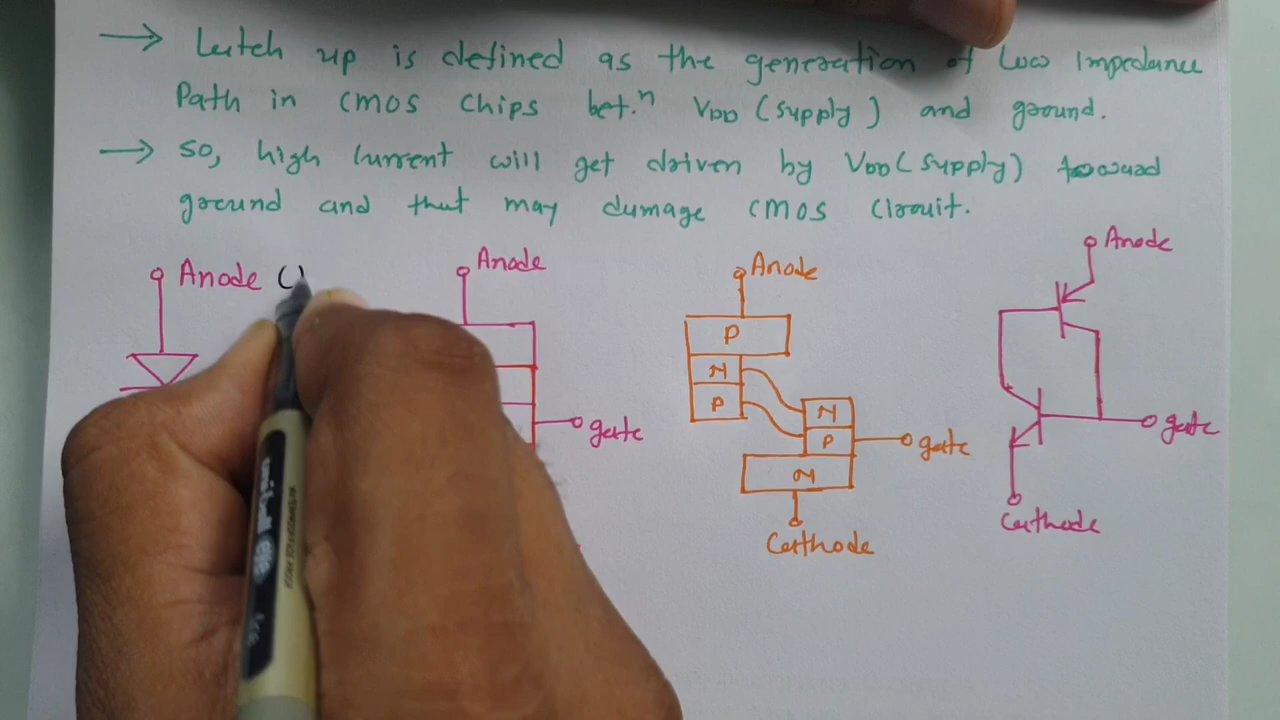 → Latch up is defined as the generation of Low Impedance
Path in CMOS Chips bet.ⁿ VDD (supply) and ground.
→ So, high current will get driven by VDD (supply) toward
ground and that may damage CMOS Circuit.
Anode (
Anode
gate
Anode
P
N
P
N
P
N
gate
Cathode
Anode
gate
Cathode
uni-ball